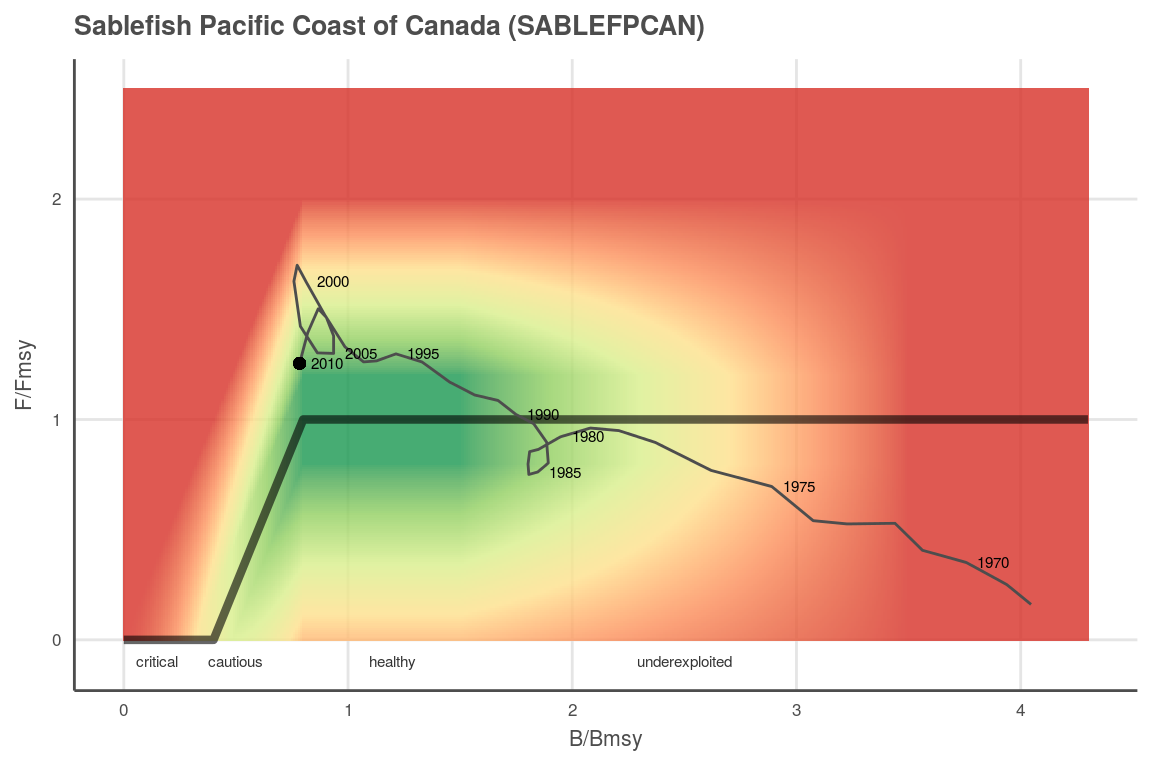 Sablefish Pacific Coast of Canada (SABLEFPCAN)
F/Fmsy
2
1
0
2000
2005
1995
2010
1990
1980
1985
1975
1970
critical
cautious
healthy
underexploited
0
1
2
3
4
B/Bmsy